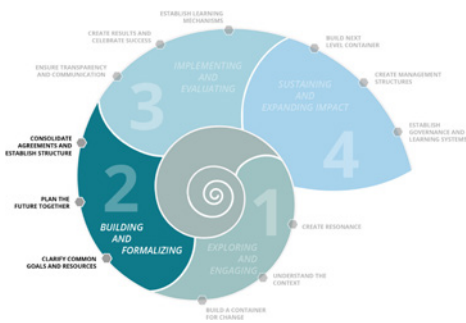 ESTABLISH LEARNING
MECHANISMS
CREATE RESULTS AND
CELEBRATE SUCCESS
ENSURE TRANSPARENCY
AND COMMUNICATION
BUILD NEXT
LEVEL CONTAINER
CREATE MANAGEMENT
STRUCTURES
ESTABLISH
GOVERNANCE AND
LEARNING SYSTEMS
IMPLEMENTING
AND
EVALUATING
3
SUSTAINING
AND
EXPANDING IMPACT
4
CONSOLIDATE
AGREEMENTS AND
ESTABLISH STRUCTURE
PLAN THE
FUTURE TOGETHER
CLARIFY COMMON
GOALS AND RESOURCES
2
BUILDING
AND
FORMALIZING
1
EXPLORING
AND
ENGAGING
CREATE RESONANCE
UNDERSTAND THE
CONTEXT
BUILD A CONTAINER
FOR CHANGE